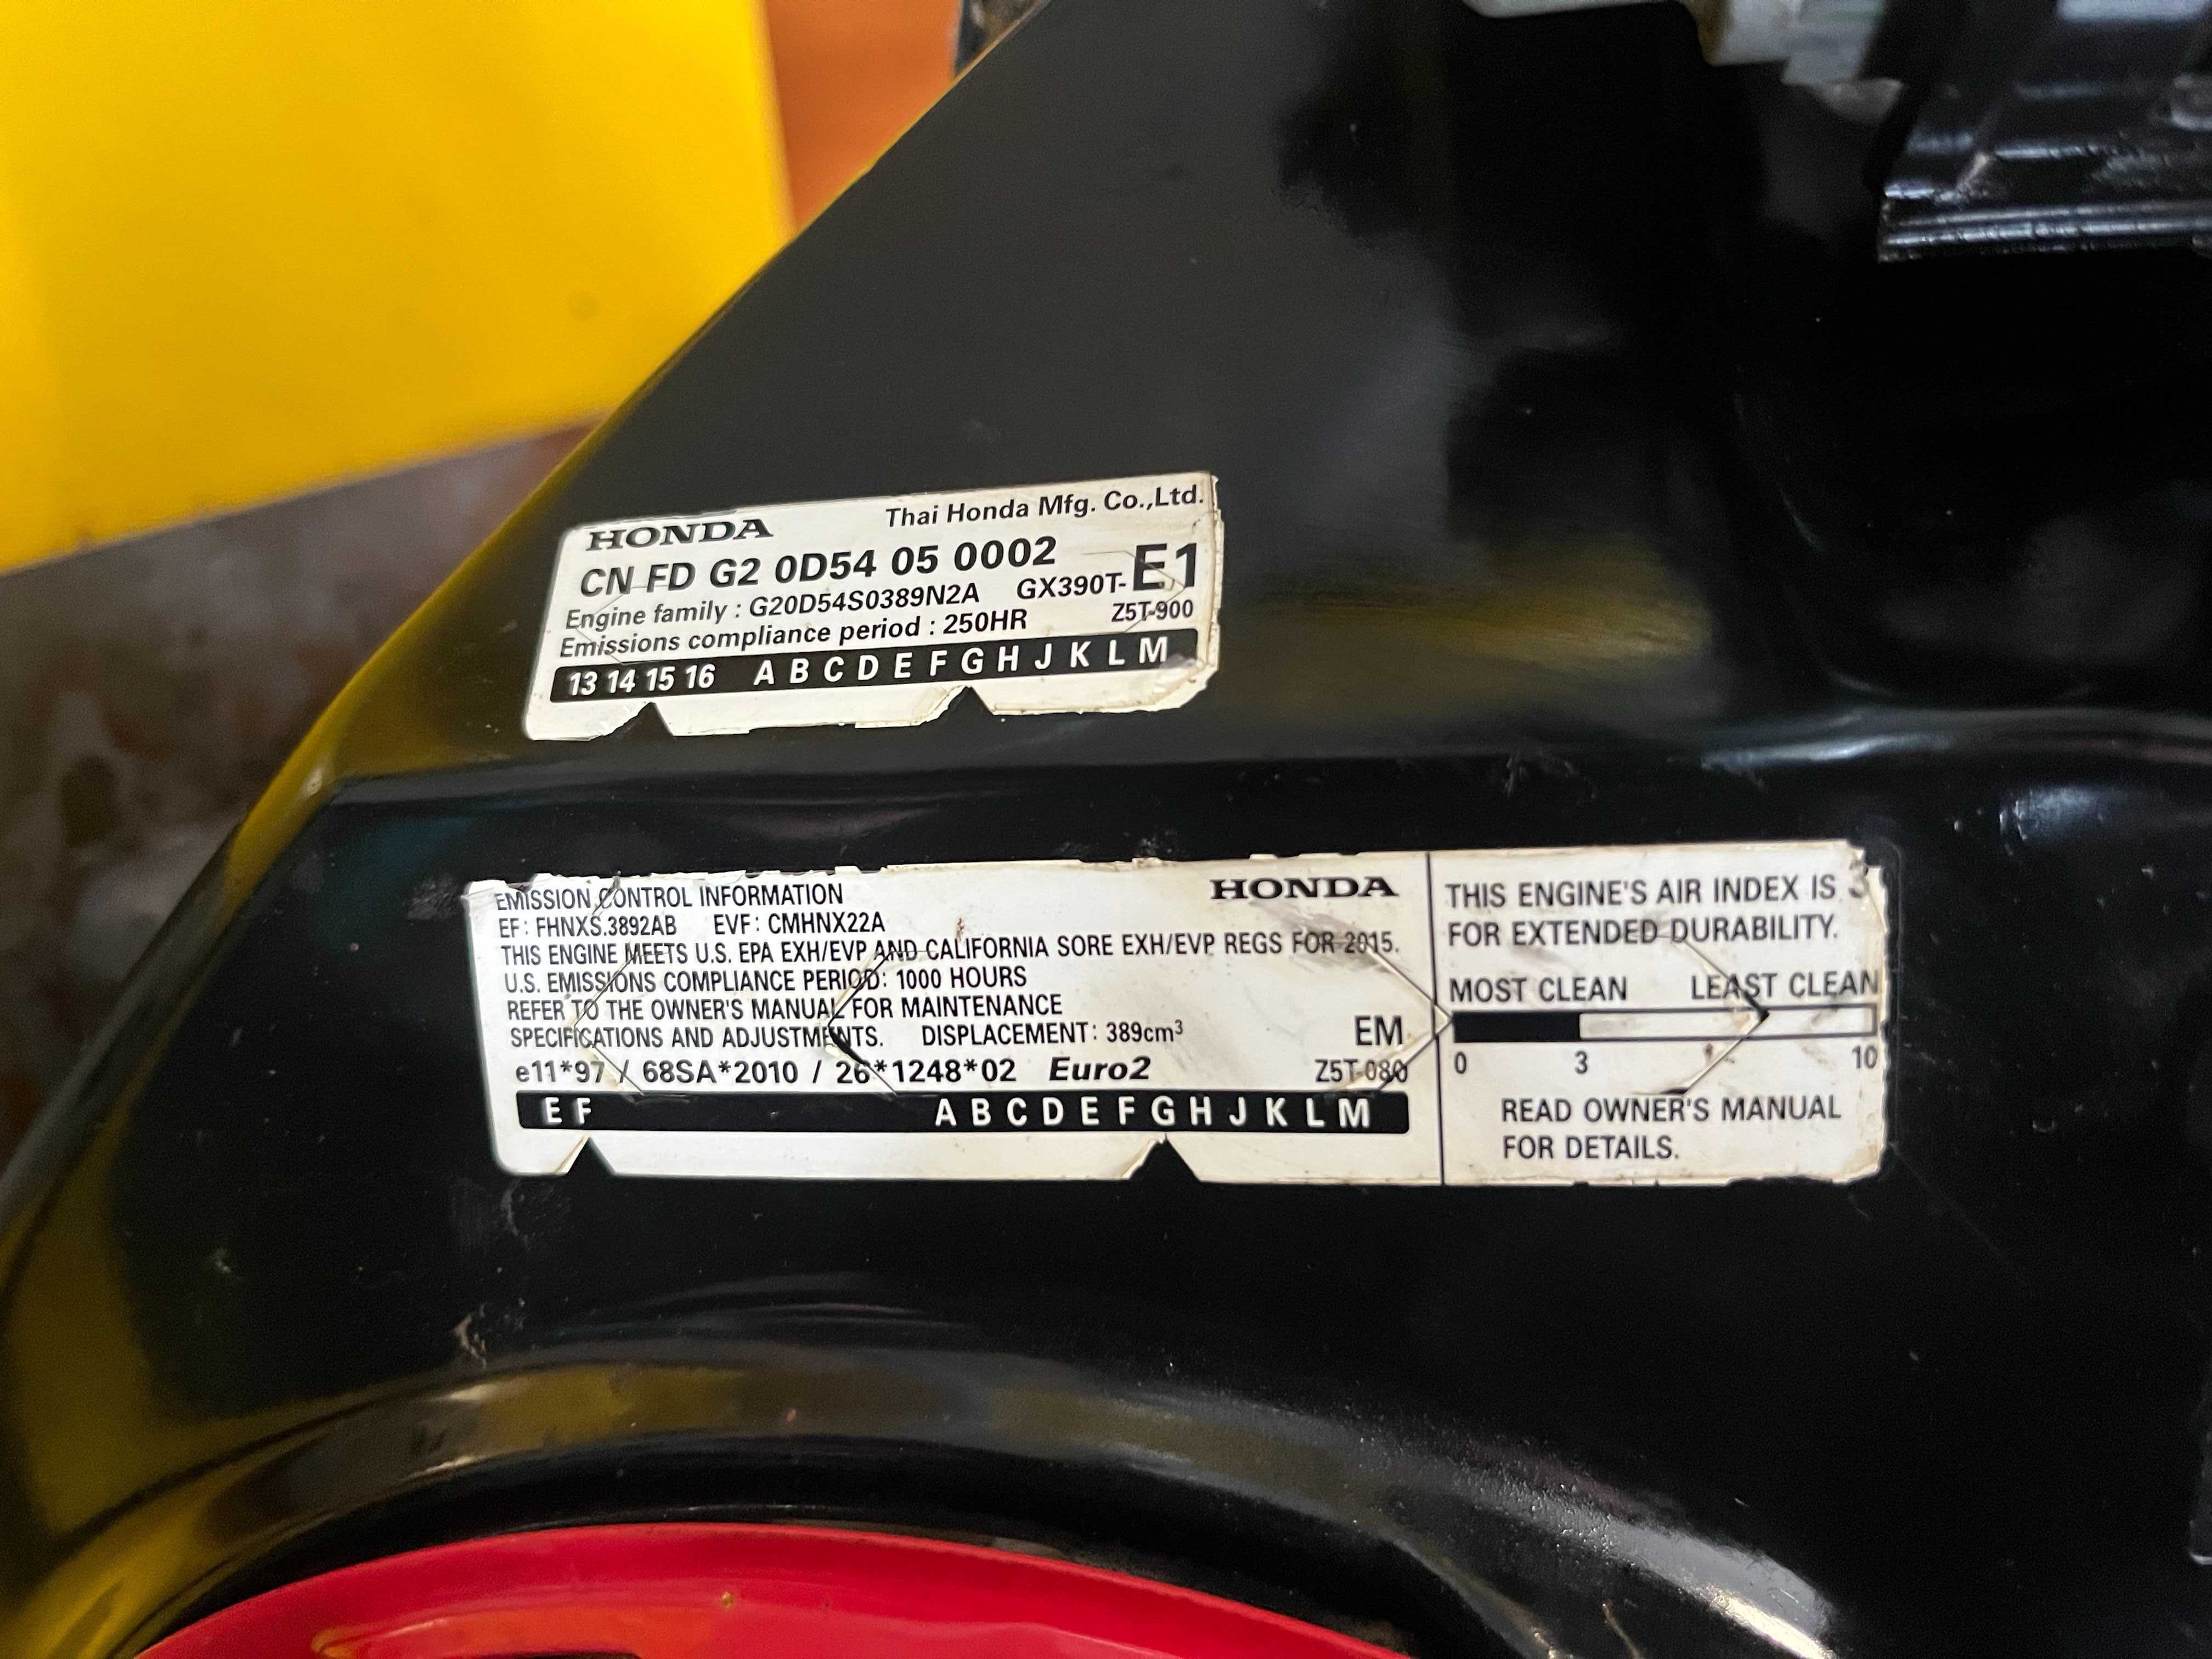 HONDA Thai Honda Mfg. Co.,Ltd.
CN FD G2 0D54 05 0002
Engine family : G20D54S0389N2A GX390T-E1
Emissions compliance period : 250HR Z5T-900
13 14 15 16 A B C D E F G H J K L M
EMISSION CONTROL INFORMATION HONDA
EF: FHNXS.3892AB EVF: CMHNX22A
THIS ENGINE MEETS U.S. EPA EXH/EVP AND CALIFORNIA SORE EXH/EVP REGS FOR 2015.
U.S. EMISSIONS COMPLIANCE PERIOD: 1000 HOURS
REFER TO THE OWNER'S MANUAL FOR MAINTENANCE
SPECIFICATIONS AND ADJUSTMENTS. DISPLACEMENT: 389cm³ EM
e11*97 / 68SA*2010 / 26*1248*02 Euro2 Z5T-080
E F A B C D E F G H J K L M
THIS ENGINE'S AIR INDEX IS 3
FOR EXTENDED DURABILITY.
MOST CLEAN LEAST CLEAN
0 3 10
READ OWNER'S MANUAL
FOR DETAILS.